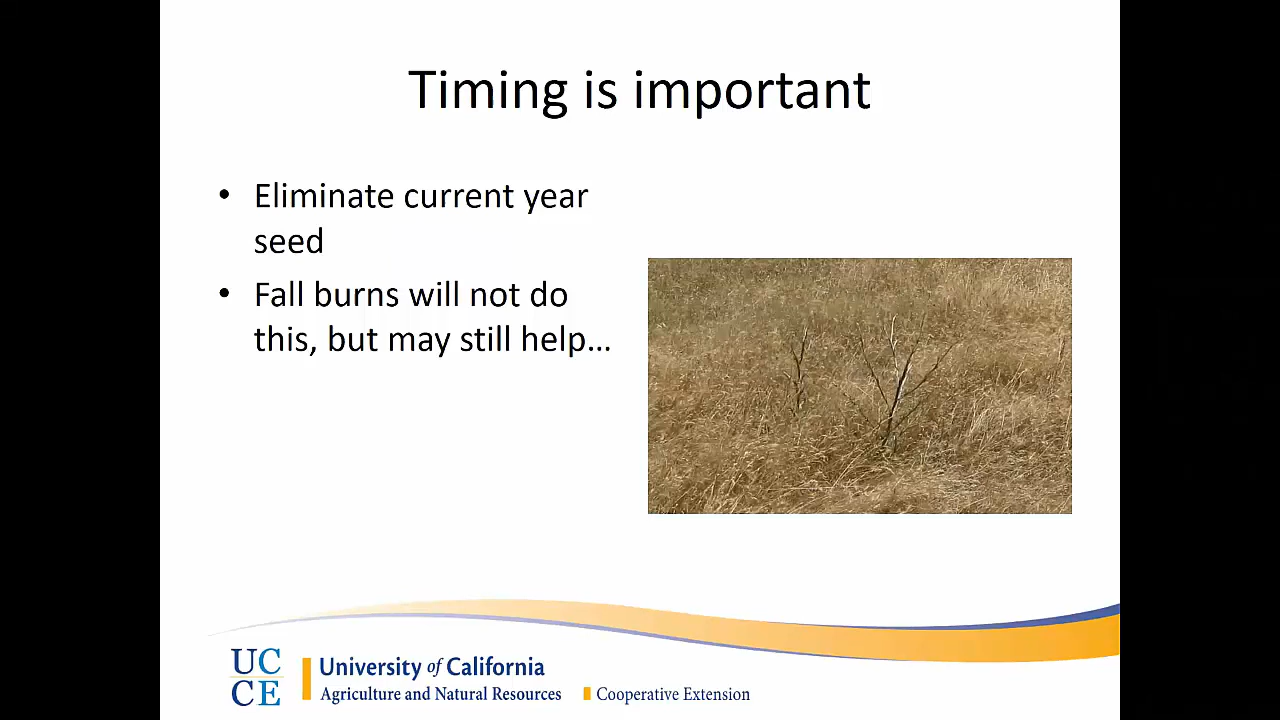 Timing is important
• Eliminate current year
seed
• Fall burns will not do
this, but may still help…
UC
CE
University of California
Agriculture and Natural Resources
Cooperative Extension